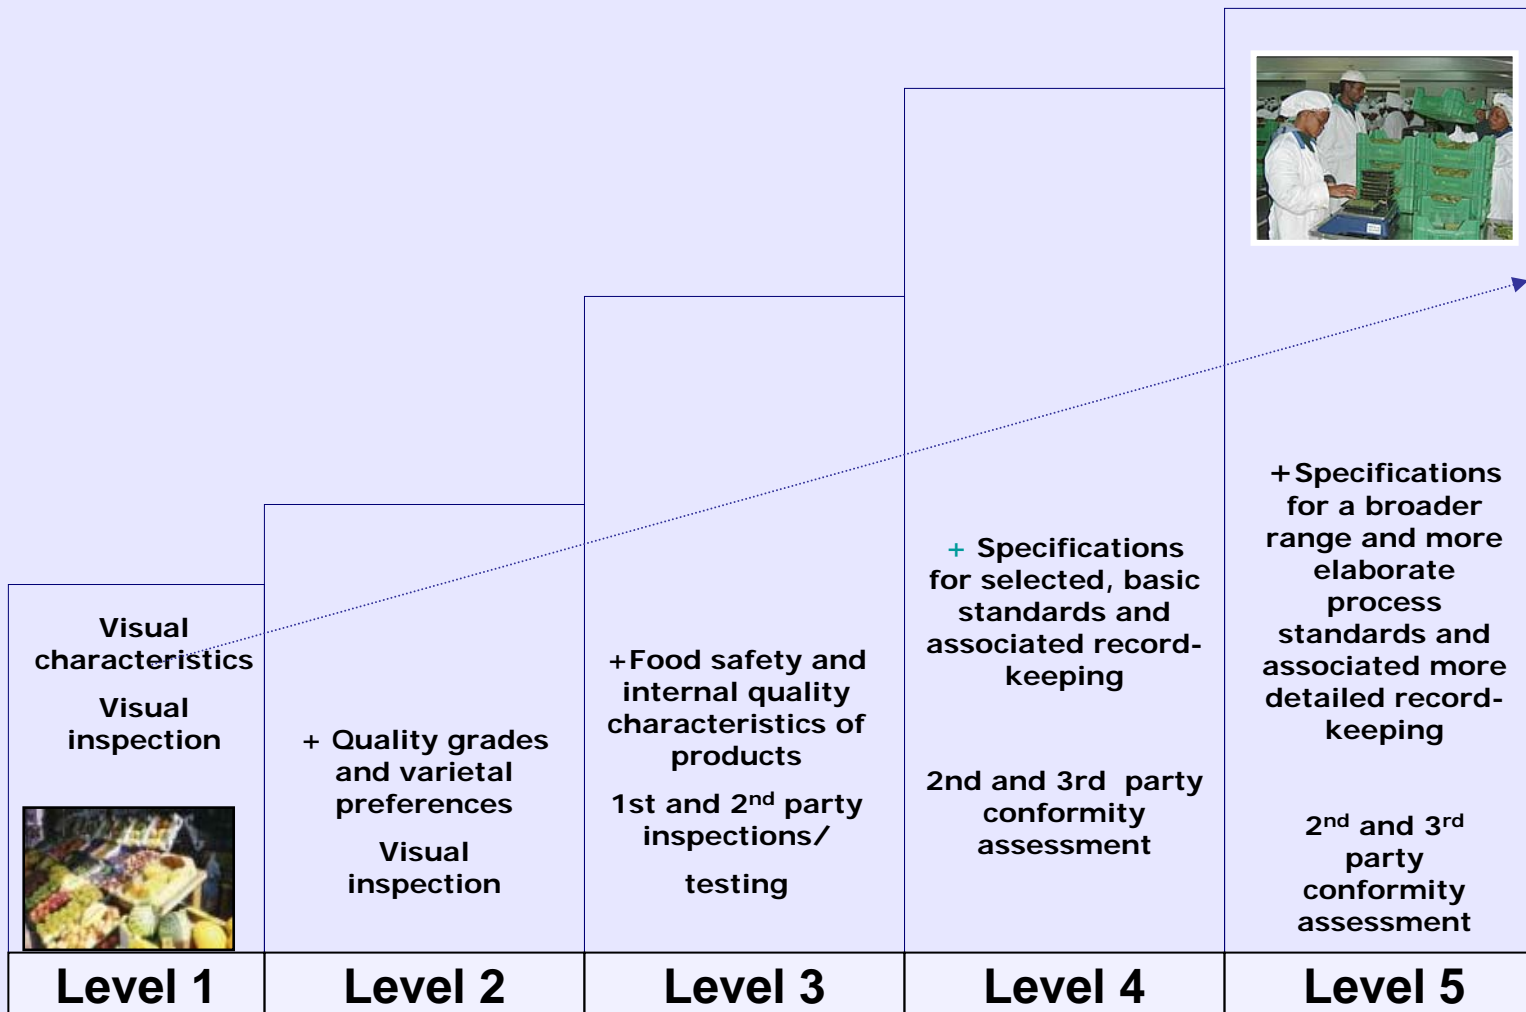 Visual
characteristics
Visual
inspection
Level 1
+ Quality grades
and varietal
preferences
Visual
inspection
Level 2
+Food safety and
internal quality
characteristics of
products
1st and 2nd party
inspections/
testing
Level 3
+ Specifications
for selected, basic
standards and
associated record-
keeping
2nd and 3rd party
conformity
assessment
Level 4
+Specifications
for a broader
range and more
elaborate
process
standards and
associated more
detailed record-
keeping
2nd and 3rd
party
conformity
assessment
Level 5